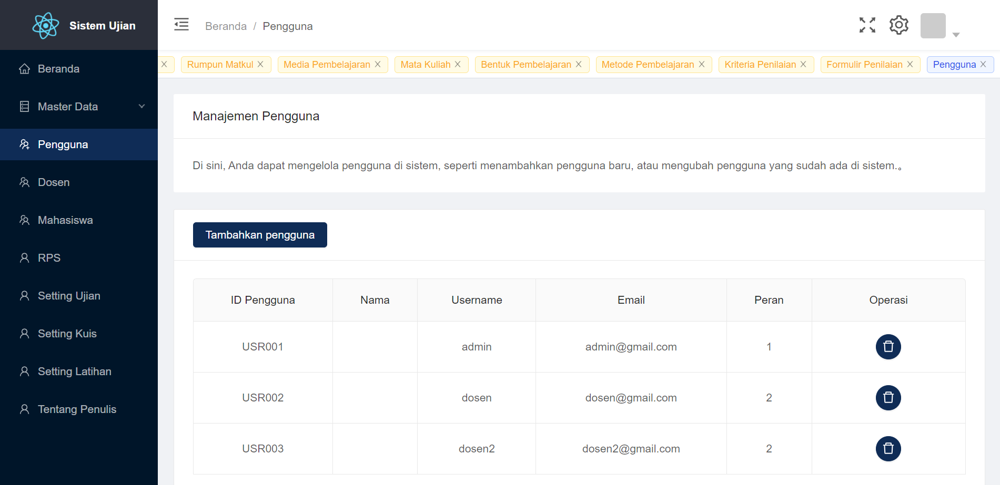 Sistem Ujian
Beranda / Pengguna
Rumpun Matkul
Media Pembelajaran
Mata Kuliah
Bentuk Pembelajaran
Metode Pembelajaran
Kriteria Penilaian
Formulir Penilaian
Pengguna
Beranda
Master Data
Pengguna
Dosen
Mahasiswa
RPS
Setting Ujian
Setting Kuis
Setting Latihan
Tentang Penulis
Manajemen Pengguna
Di sini, Anda dapat mengelola pengguna di sistem, seperti menambahkan pengguna baru, atau mengubah pengguna yang sudah ada di sistem.。
Tambahkan pengguna
ID Pengguna Nama Username Email Peran Operasi
USR001 admin admin@gmail.com 1
USR002 dosen dosen@gmail.com 2
USR003 dosen2 dosen2@gmail.com 2